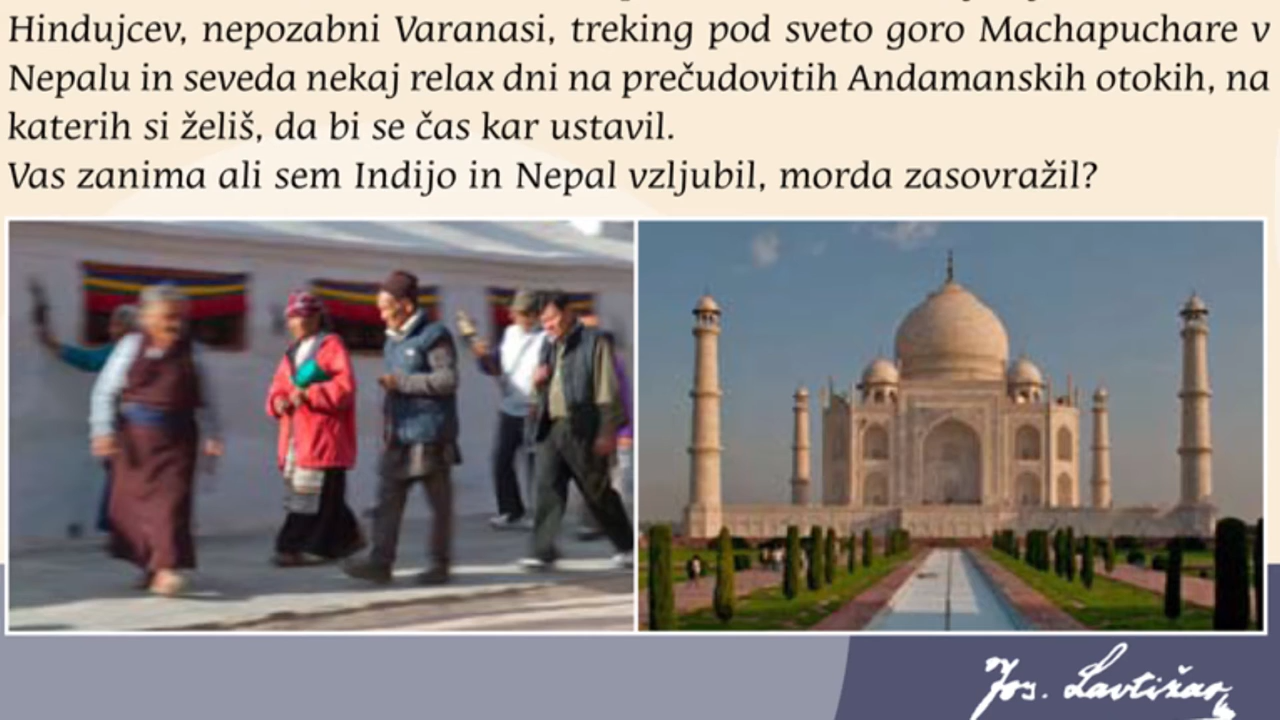 Hindujcev, nepozabni Varanasi, treking pod sveto goro Machapuchare v
Nepalu in seveda nekaj relax dni na prečudovitih Andamanskih otokih, na
katerih si želiš, da bi se čas kar ustavil.
Vas zanima ali sem Indijo in Nepal vzljubil, morda zasovražil?
Jos. Lavtižar